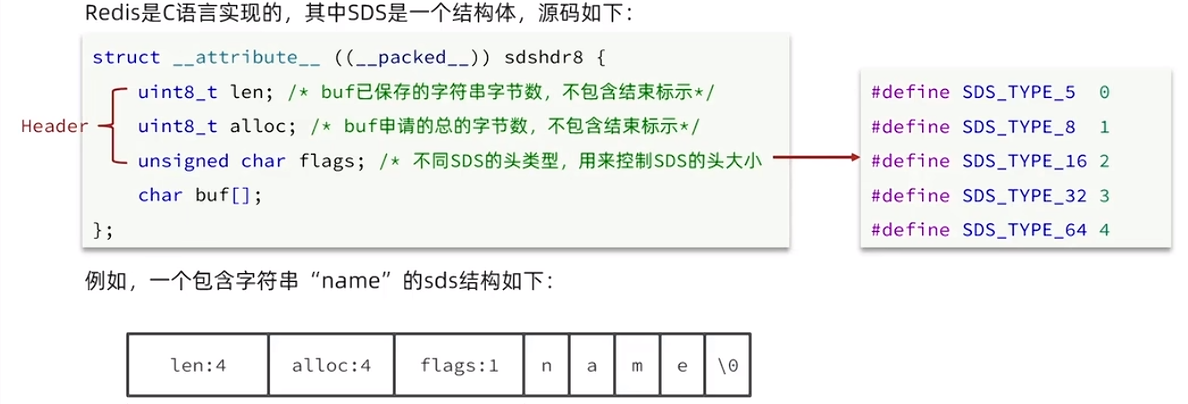 Redis是C语言实现的，其中SDS是一个结构体，源码如下：
struct __attribute__ ((__packed__)) sdshdr8 {
uint8_t len; /* buf已保存的字符串字节数，不包含结束标示*/
uint8_t alloc; /* buf申请的总的字节数，不包含结束标示*/
unsigned char flags; /* 不同SDS的头类型，用来控制SDS的头大小
char buf[];
};
Header
#define SDS_TYPE_5 0
#define SDS_TYPE_8 1
#define SDS_TYPE_16 2
#define SDS_TYPE_32 3
#define SDS_TYPE_64 4
例如，一个包含字符串“name”的sds结构如下：
len:4 alloc:4 flags:1 n a m e \0